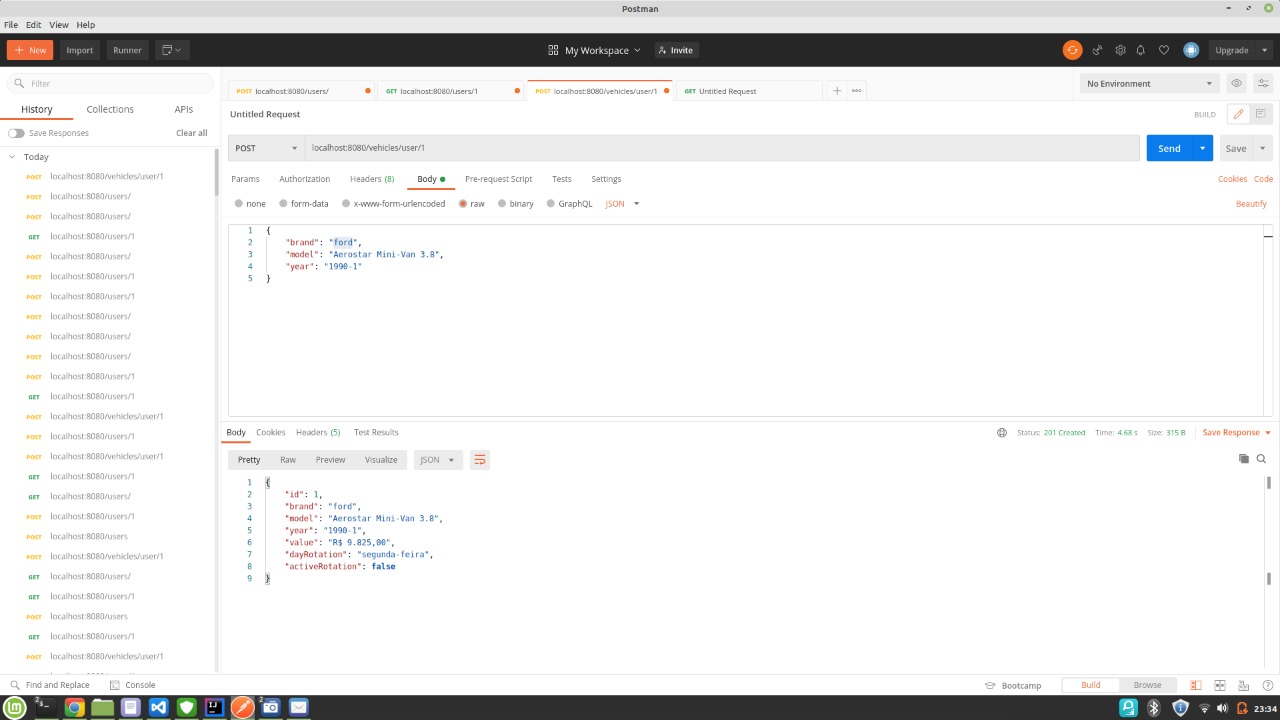 Postman
File Edit View Help
New Import Runner My Workspace Invite Upgrade
Filter
History Collections APIs
Save Responses Clear all
Today
POST localhost:8080/vehicles/user/1
POST localhost:8080/users/
POST localhost:8080/users/
GET localhost:8080/users/1
POST localhost:8080/users/
POST localhost:8080/users/1
POST localhost:8080/users/1
POST localhost:8080/users/
POST localhost:8080/users/
POST localhost:8080/users/
POST localhost:8080/users/1
GET localhost:8080/users/1
POST localhost:8080/vehicles/user/1
POST localhost:8080/users/1
POST localhost:8080/vehicles/user/1
GET localhost:8080/users/1
GET localhost:8080/users/
POST localhost:8080/users/1
POST localhost:8080/users
POST localhost:8080/vehicles/user/1
GET localhost:8080/users/
GET localhost:8080/users/1
POST localhost:8080/users
GET localhost:8080/users/1
POST localhost:8080/vehicles/user/1
POST localhost:8080/users/ GET localhost:8080/users/1 POST localhost:8080/vehicles/user/1 GET Untitled Request
No Environment
Untitled Request BUILD
POST localhost:8080/vehicles/user/1 Send Save
Params Authorization Headers (8) Body Pre-request Script Tests Settings Cookies Code
none form-data x-www-form-urlencoded raw binary GraphQL JSON Beautify
1 {
2 "brand": "ford",
3 "model": "Aerostar Mini-Van 3.8",
4 "year": "1990-1"
5 }
Body Cookies Headers (5) Test Results Status: 201 Created Time: 4.68 s Size: 315 B Save Response
Pretty Raw Preview Visualize JSON
1 {
2 "id": 1,
3 "brand": "ford",
4 "model": "Aerostar Mini-Van 3.8",
5 "year": "1990-1",
6 "value": "R$ 9.825,00",
7 "dayRotation": "segunda-feira",
8 "activeRotation": false
9 }
Find and Replace Console Bootcamp Build Browse
2 IJ 2 23:34